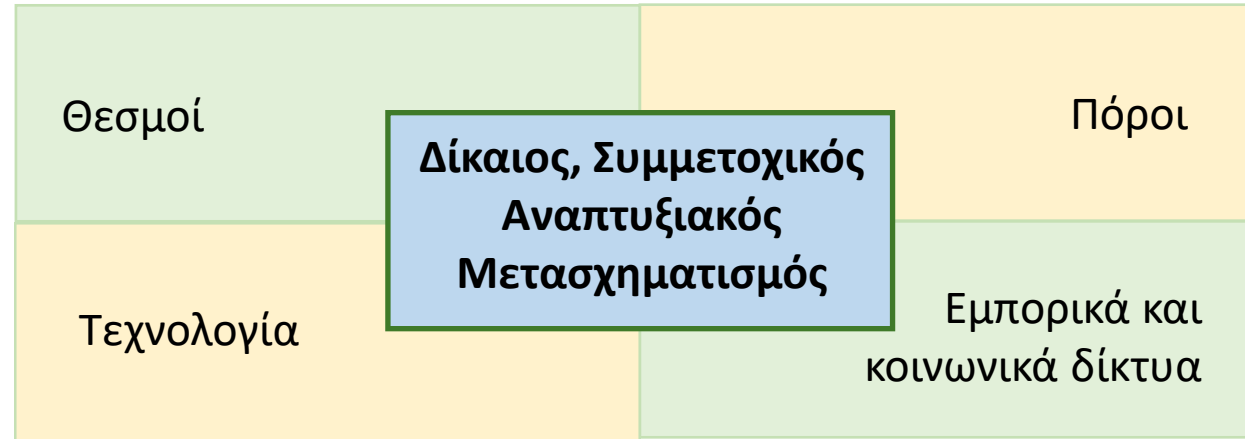 Θεσμοί
Πόροι
Δίκαιος, Συμμετοχικός
Αναπτυξιακός
Μετασχηματισμός
Τεχνολογία
Εμπορικά και
κοινωνικά δίκτυα